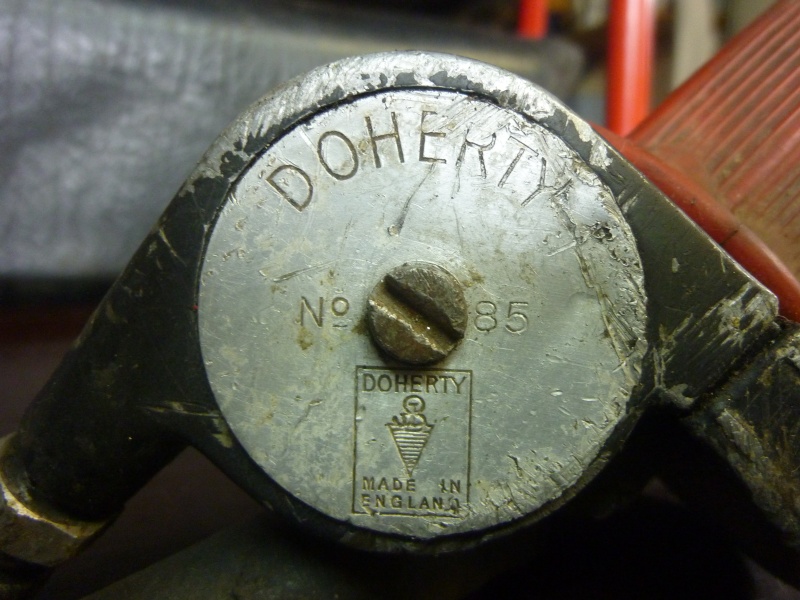 DOHERTY
Nº 85
DOHERTY
MADE IN
ENGLAND